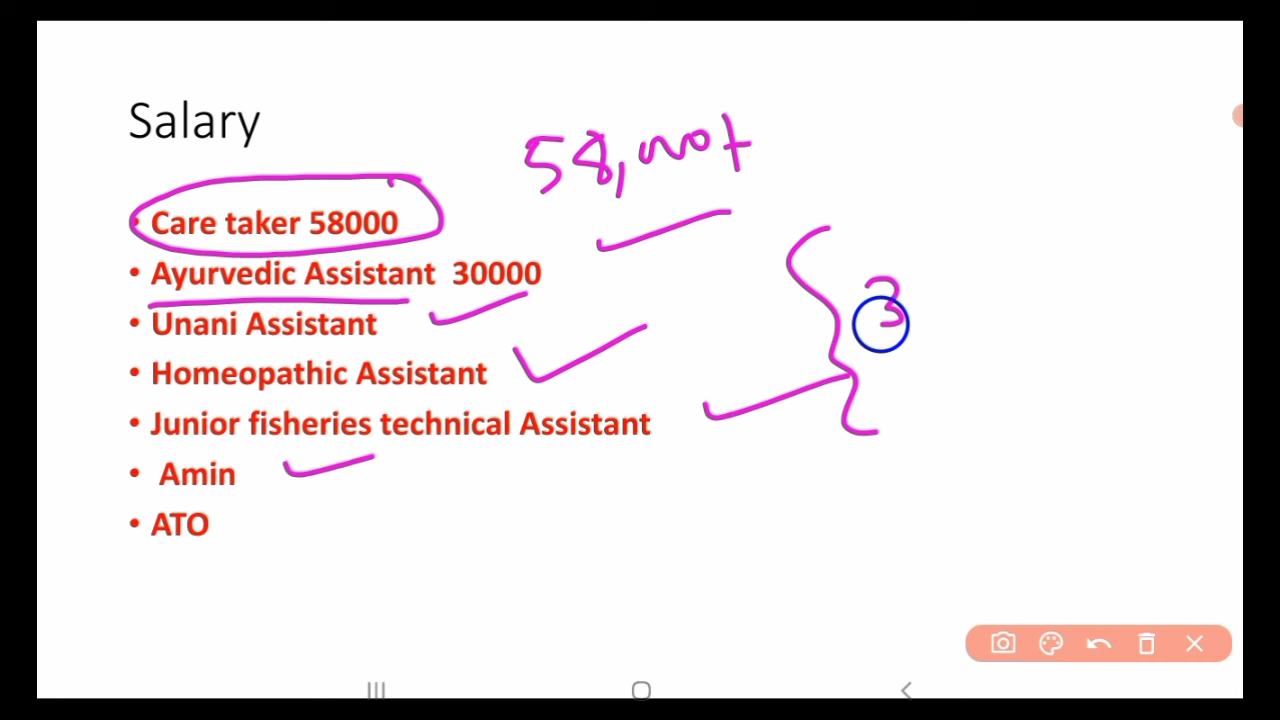 Salary
58,000+
• Care taker 58000
• Ayurvedic Assistant 30000
• Unani Assistant
• Homeopathic Assistant
• Junior fisheries technical Assistant
• Amin
• ATO
3